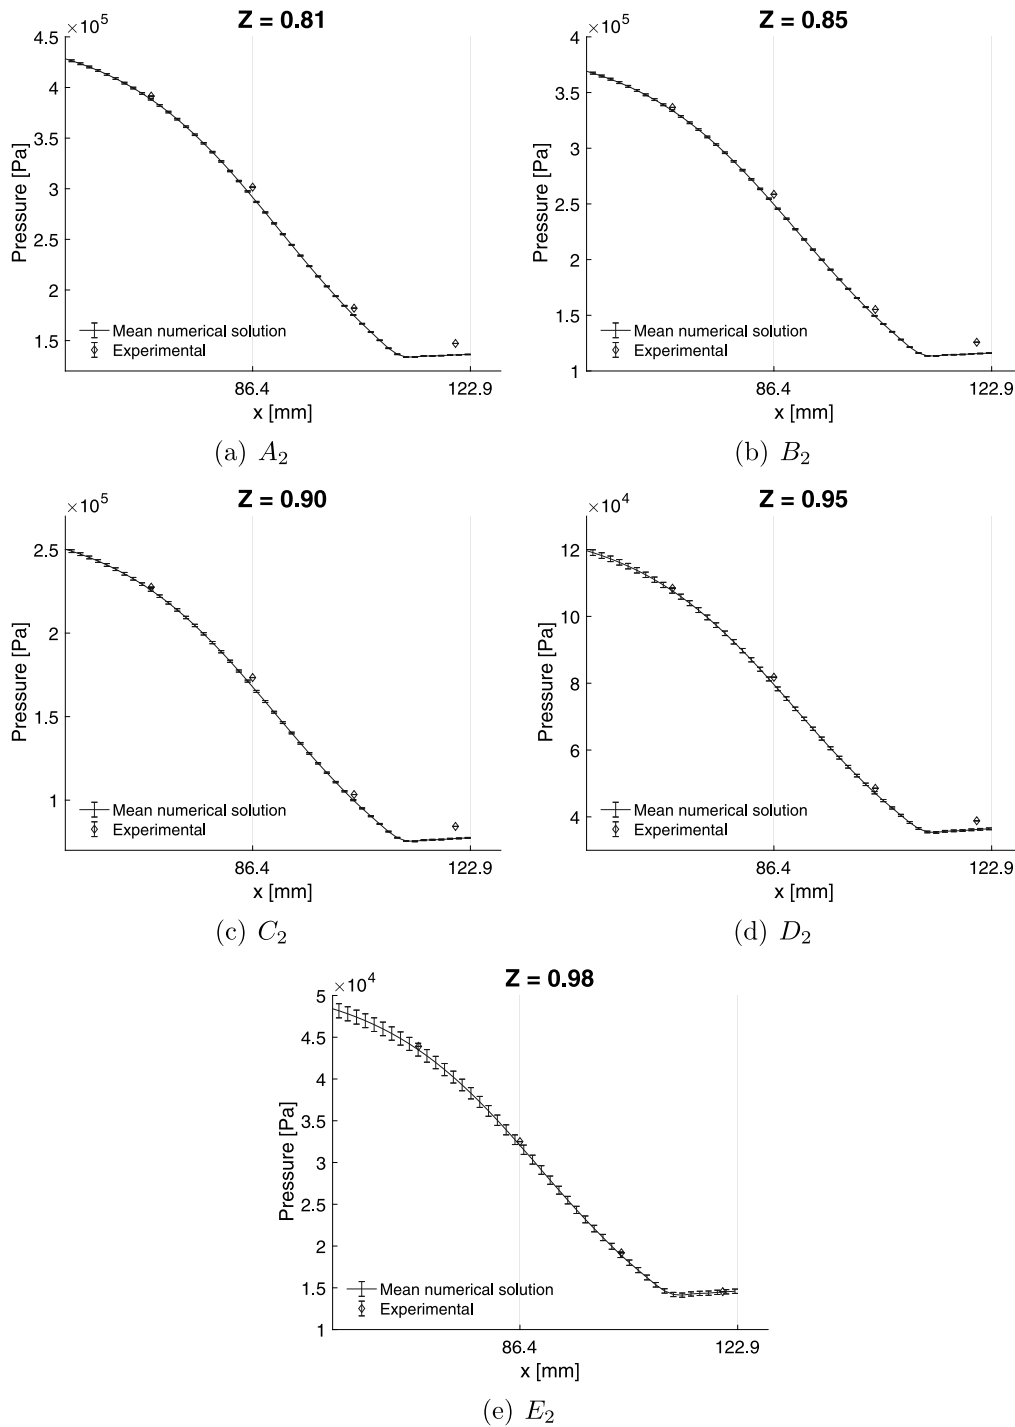 Z = 0.81
×10^5
4.5
4
3.5
3
2.5
2
1.5
Pressure [Pa]
Mean numerical solution
Experimental
86.4
122.9
x [mm]
(a) A_2
Z = 0.85
×10^5
4
3.5
3
2.5
2
1.5
1
Pressure [Pa]
Mean numerical solution
Experimental
86.4
122.9
x [mm]
(b) B_2
Z = 0.90
×10^5
2.5
2
1.5
1
Pressure [Pa]
Mean numerical solution
Experimental
86.4
122.9
x [mm]
(c) C_2
Z = 0.95
×10^4
12
10
8
6
4
Pressure [Pa]
Mean numerical solution
Experimental
86.4
122.9
x [mm]
(d) D_2
Z = 0.98
×10^4
5
4.5
4
3.5
3
2.5
2
1.5
1
Pressure [Pa]
Mean numerical solution
Experimental
86.4
122.9
x [mm]
(e) E_2